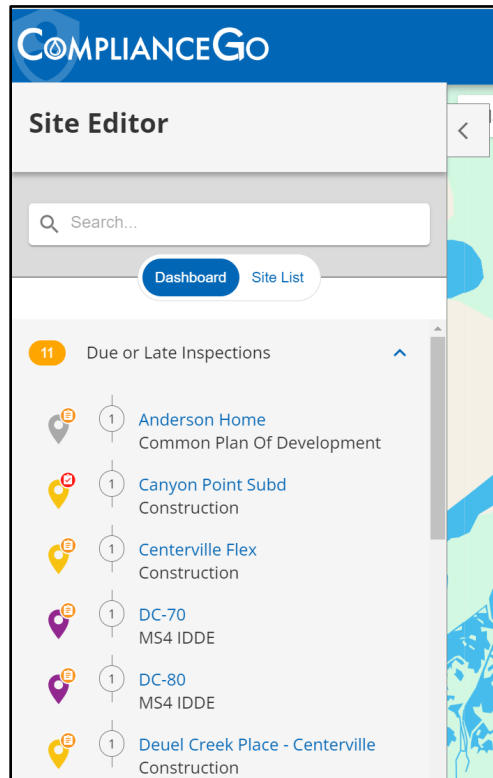 COMPLIANCEGO
Site Editor
Search...
Dashboard Site List
11 Due or Late Inspections
1 Anderson Home
Common Plan Of Development
1 Canyon Point Subd
Construction
1 Centerville Flex
Construction
1 DC-70
MS4 IDDE
1 DC-80
MS4 IDDE
1 Deuel Creek Place - Centerville
Construction